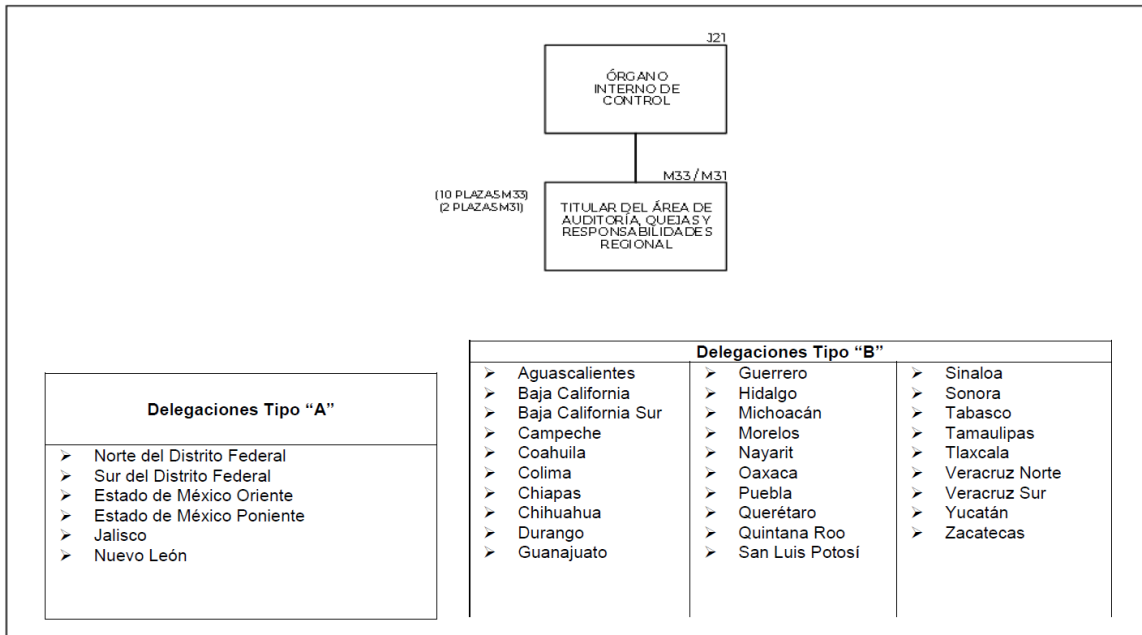 J21
ÓRGANO
INTERNO DE
CONTROL
M33 / M31
(10 PLAZAS M33)
(2 PLAZAS M31)
TITULAR DEL ÁREA DE
AUDITORÍA, QUEJAS Y
RESPONSABILIDADES
REGIONAL
Delegaciones Tipo “A”
➢ Norte del Distrito Federal
➢ Sur del Distrito Federal
➢ Estado de México Oriente
➢ Estado de México Poniente
➢ Jalisco
➢ Nuevo León
Delegaciones Tipo “B”
➢ Aguascalientes
➢ Baja California
➢ Baja California Sur
➢ Campeche
➢ Coahuila
➢ Colima
➢ Chiapas
➢ Chihuahua
➢ Durango
➢ Guanajuato
➢ Guerrero
➢ Hidalgo
➢ Michoacán
➢ Morelos
➢ Nayarit
➢ Oaxaca
➢ Puebla
➢ Querétaro
➢ Quintana Roo
➢ San Luis Potosí
➢ Sinaloa
➢ Sonora
➢ Tabasco
➢ Tamaulipas
➢ Tlaxcala
➢ Veracruz Norte
➢ Veracruz Sur
➢ Yucatán
➢ Zacatecas